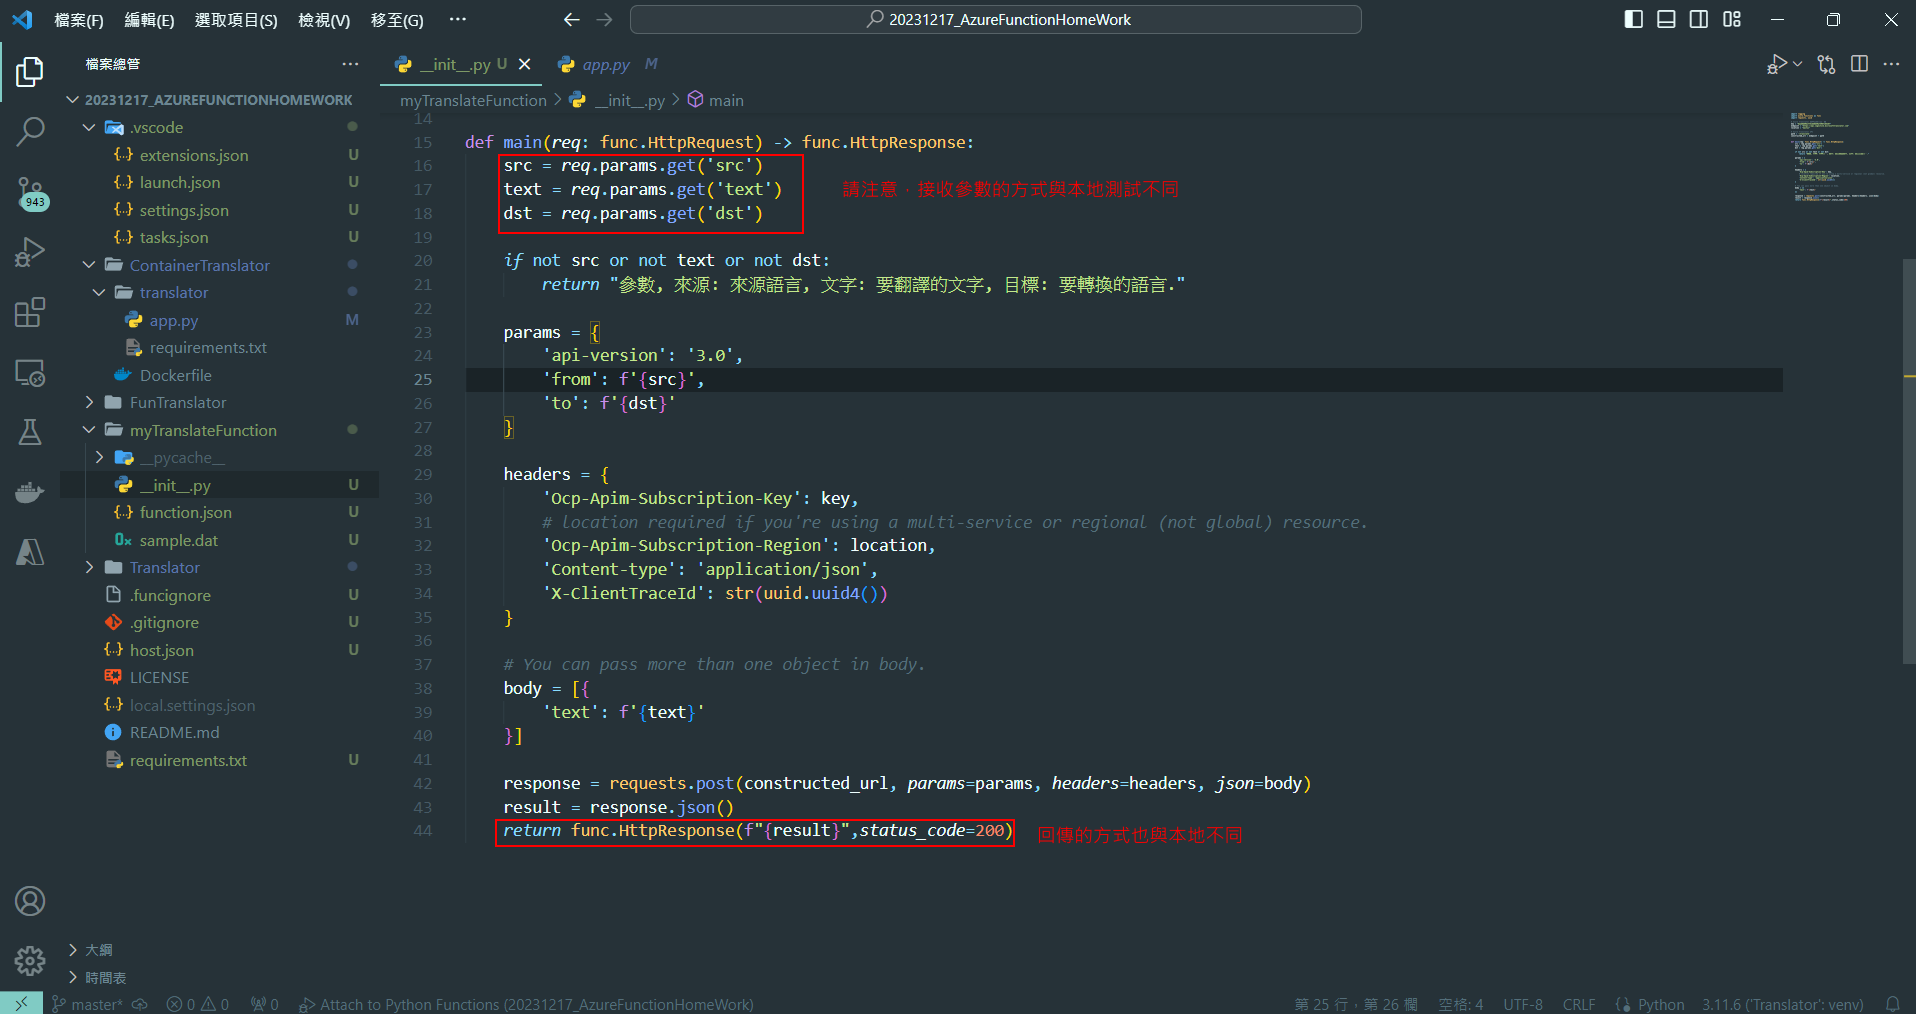 檔案(F) 編輯(E) 選取項目(S) 檢視(V) 移至(G) ··· 20231217_AzureFunctionHomeWork
檔案總管 ···
20231217_AZUREFUNCTIONHOMEWORK
.vscode
extensions.json U
launch.json U
settings.json U
tasks.json U
ContainerTranslator
translator
app.py M
requirements.txt
Dockerfile
FunTranslator
myTranslateFunction
__pycache__
__init__.py U
function.json U
sample.dat U
Translator
.funcignore U
.gitignore U
host.json U
LICENSE
local.settings.json
README.md
requirements.txt U
大綱
時間表
943
__init__.py U app.py M
myTranslateFunction > __init__.py > main
14
15 def main(req: func.HttpRequest) -> func.HttpResponse:
16 src = req.params.get('src')
17 text = req.params.get('text')
請注意，接收參數的方式與本地測試不同
18 dst = req.params.get('dst')
19
20 if not src or not text or not dst:
21 return "參數, 來源: 來源語言, 文字: 要翻譯的文字, 目標: 要轉換的語言."
22
23 params = {
24 'api-version': '3.0',
25 'from': f'{src}',
26 'to': f'{dst}'
27 }
28
29 headers = {
30 'Ocp-Apim-Subscription-Key': key,
31 # location required if you're using a multi-service or regional (not global) resource.
32 'Ocp-Apim-Subscription-Region': location,
33 'Content-type': 'application/json',
34 'X-ClientTraceId': str(uuid.uuid4())
35 }
36
37 # You can pass more than one object in body.
38 body = [{
39 'text': f'{text}'
40 }]
41
42 response = requests.post(constructed_url, params=params, headers=headers, json=body)
43 result = response.json()
44 return func.HttpResponse(f"{result}",status_code=200)
回傳的方式也與本地不同
master* 0 0 0 Attach to Python Functions (20231217_AzureFunctionHomeWork) 第 25 行，第 26 欄 空格: 4 UTF-8 CRLF Python 3.11.6 ('Translator': venv)